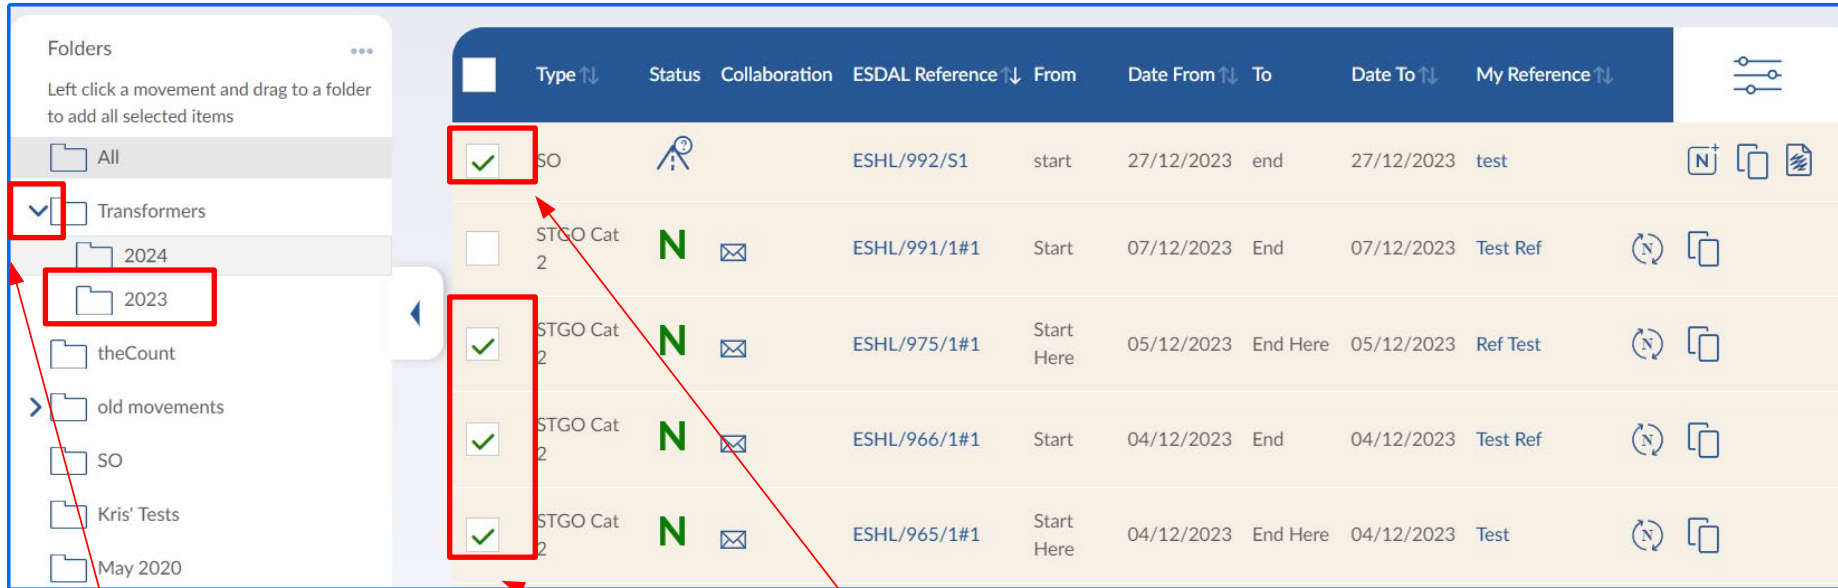 Folders
Left click a movement and drag to a folder
to add all selected items
All
Transformers
2024
2023
theCount
old movements
SO
Kris' Tests
May 2020
Type Status Collaboration ESDAL Reference From Date From To Date To My Reference
SO ESHL/992/S1 start 27/12/2023 end 27/12/2023 test
N
STGO Cat
2 N ESHL/991/1#1 Start 07/12/2023 End 07/12/2023 Test Ref N
STGO Cat
2 N ESHL/975/1#1 Start
Here 05/12/2023 End Here 05/12/2023 Ref Test N
STGO Cat
2 N ESHL/966/1#1 Start 04/12/2023 End 04/12/2023 Test Ref N
STGO Cat
2 N ESHL/965/1#1 Start
Here 04/12/2023 End Here 04/12/2023 Test N